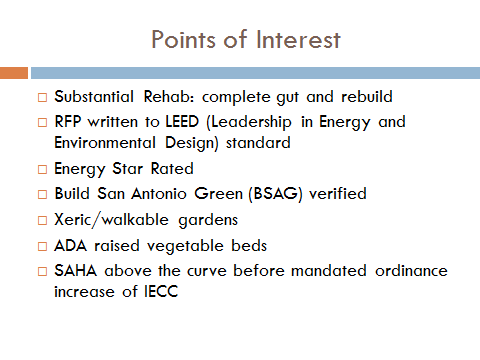 Points of Interest
Substantial Rehab: complete gut and rebuild
RFP written to LEED (Leadership in Energy and
Environmental Design) standard
Energy Star Rated
Build San Antonio Green (BSAG) verified
Xeric/walkable gardens
ADA raised vegetable beds
SAHA above the curve before mandated ordinance
increase of IECC